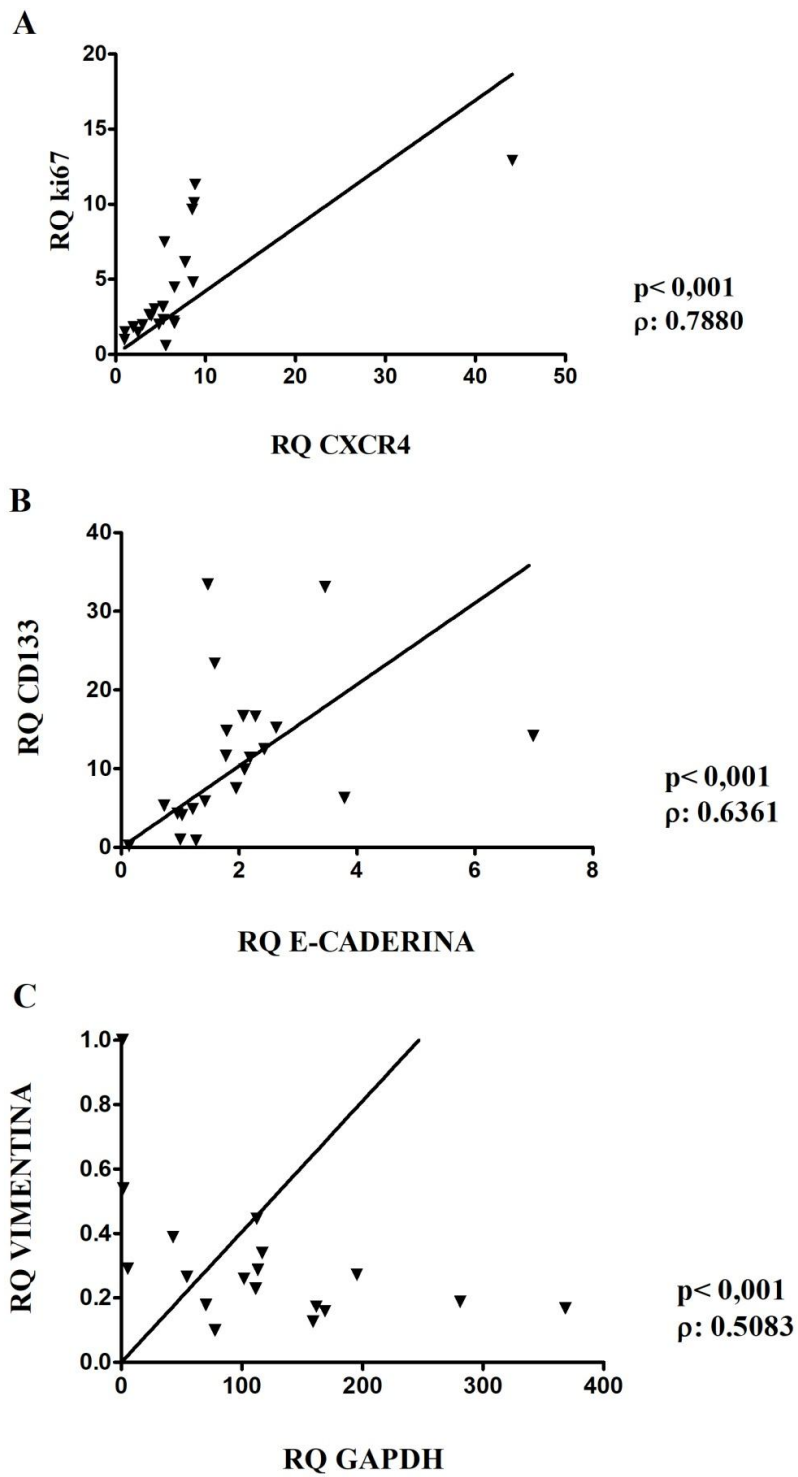 A
20
15
10
5
0
RQ ki67
0 10 20 30 40 50
RQ CXCR4
p< 0,001
ρ: 0.7880
B
40
30
20
10
0
RQ CD133
0 2 4 6 8
RQ E-CADERINA
p< 0,001
ρ: 0.6361
C
1.0
0.8
0.6
0.4
0.2
0.0
RQ VIMENTINA
0 100 200 300 400
RQ GAPDH
p< 0,001
ρ: 0.5083